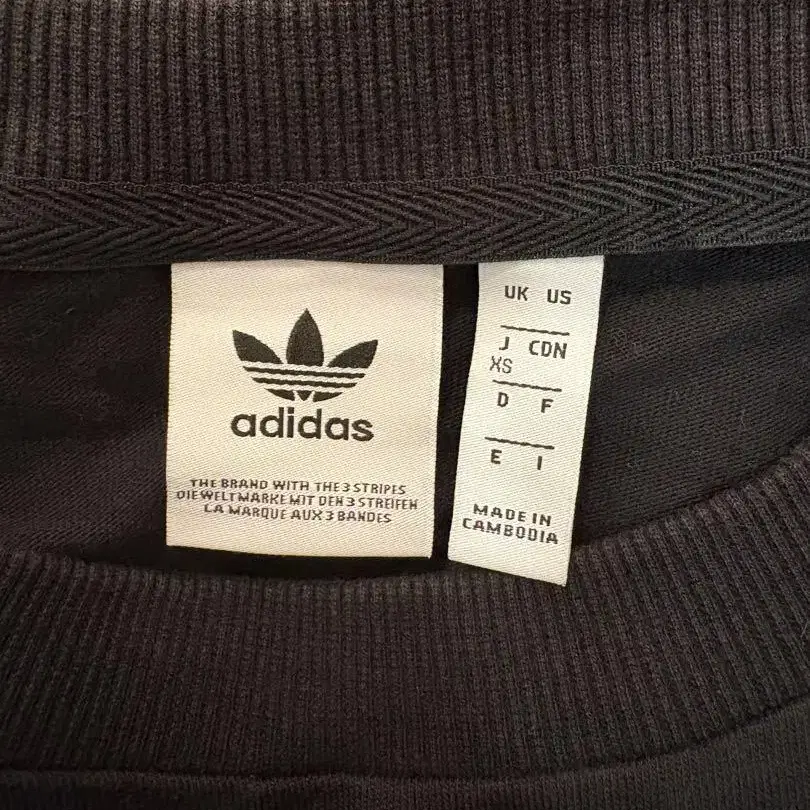 adidas
THE BRAND WITH THE 3 STRIPES
DIE WELTMARKE MIT DEN 3 STREIFEN
LA MARQUE AUX 3 BANDES
UK US
J CDN
XS
D F
E I
MADE IN
CAMBODIA